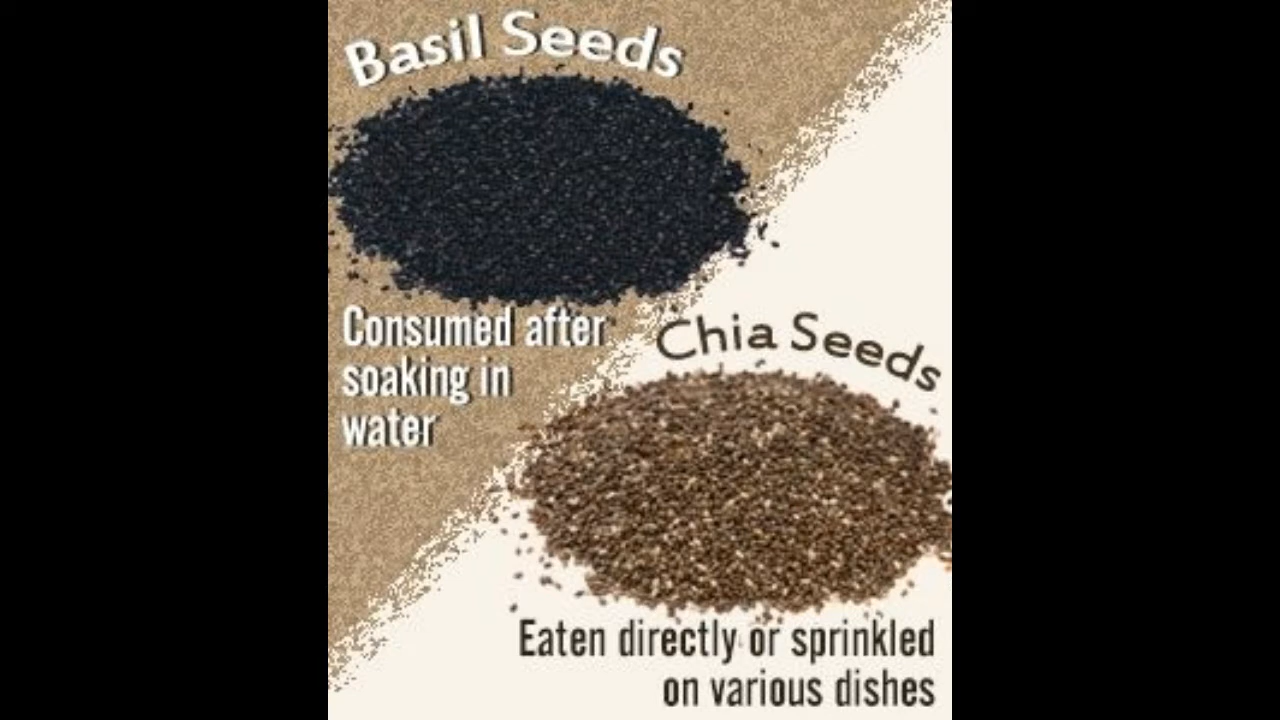 Basil Seeds
Consumed after
soaking in
water
Chia Seeds
Eaten directly or sprinkled
on various dishes